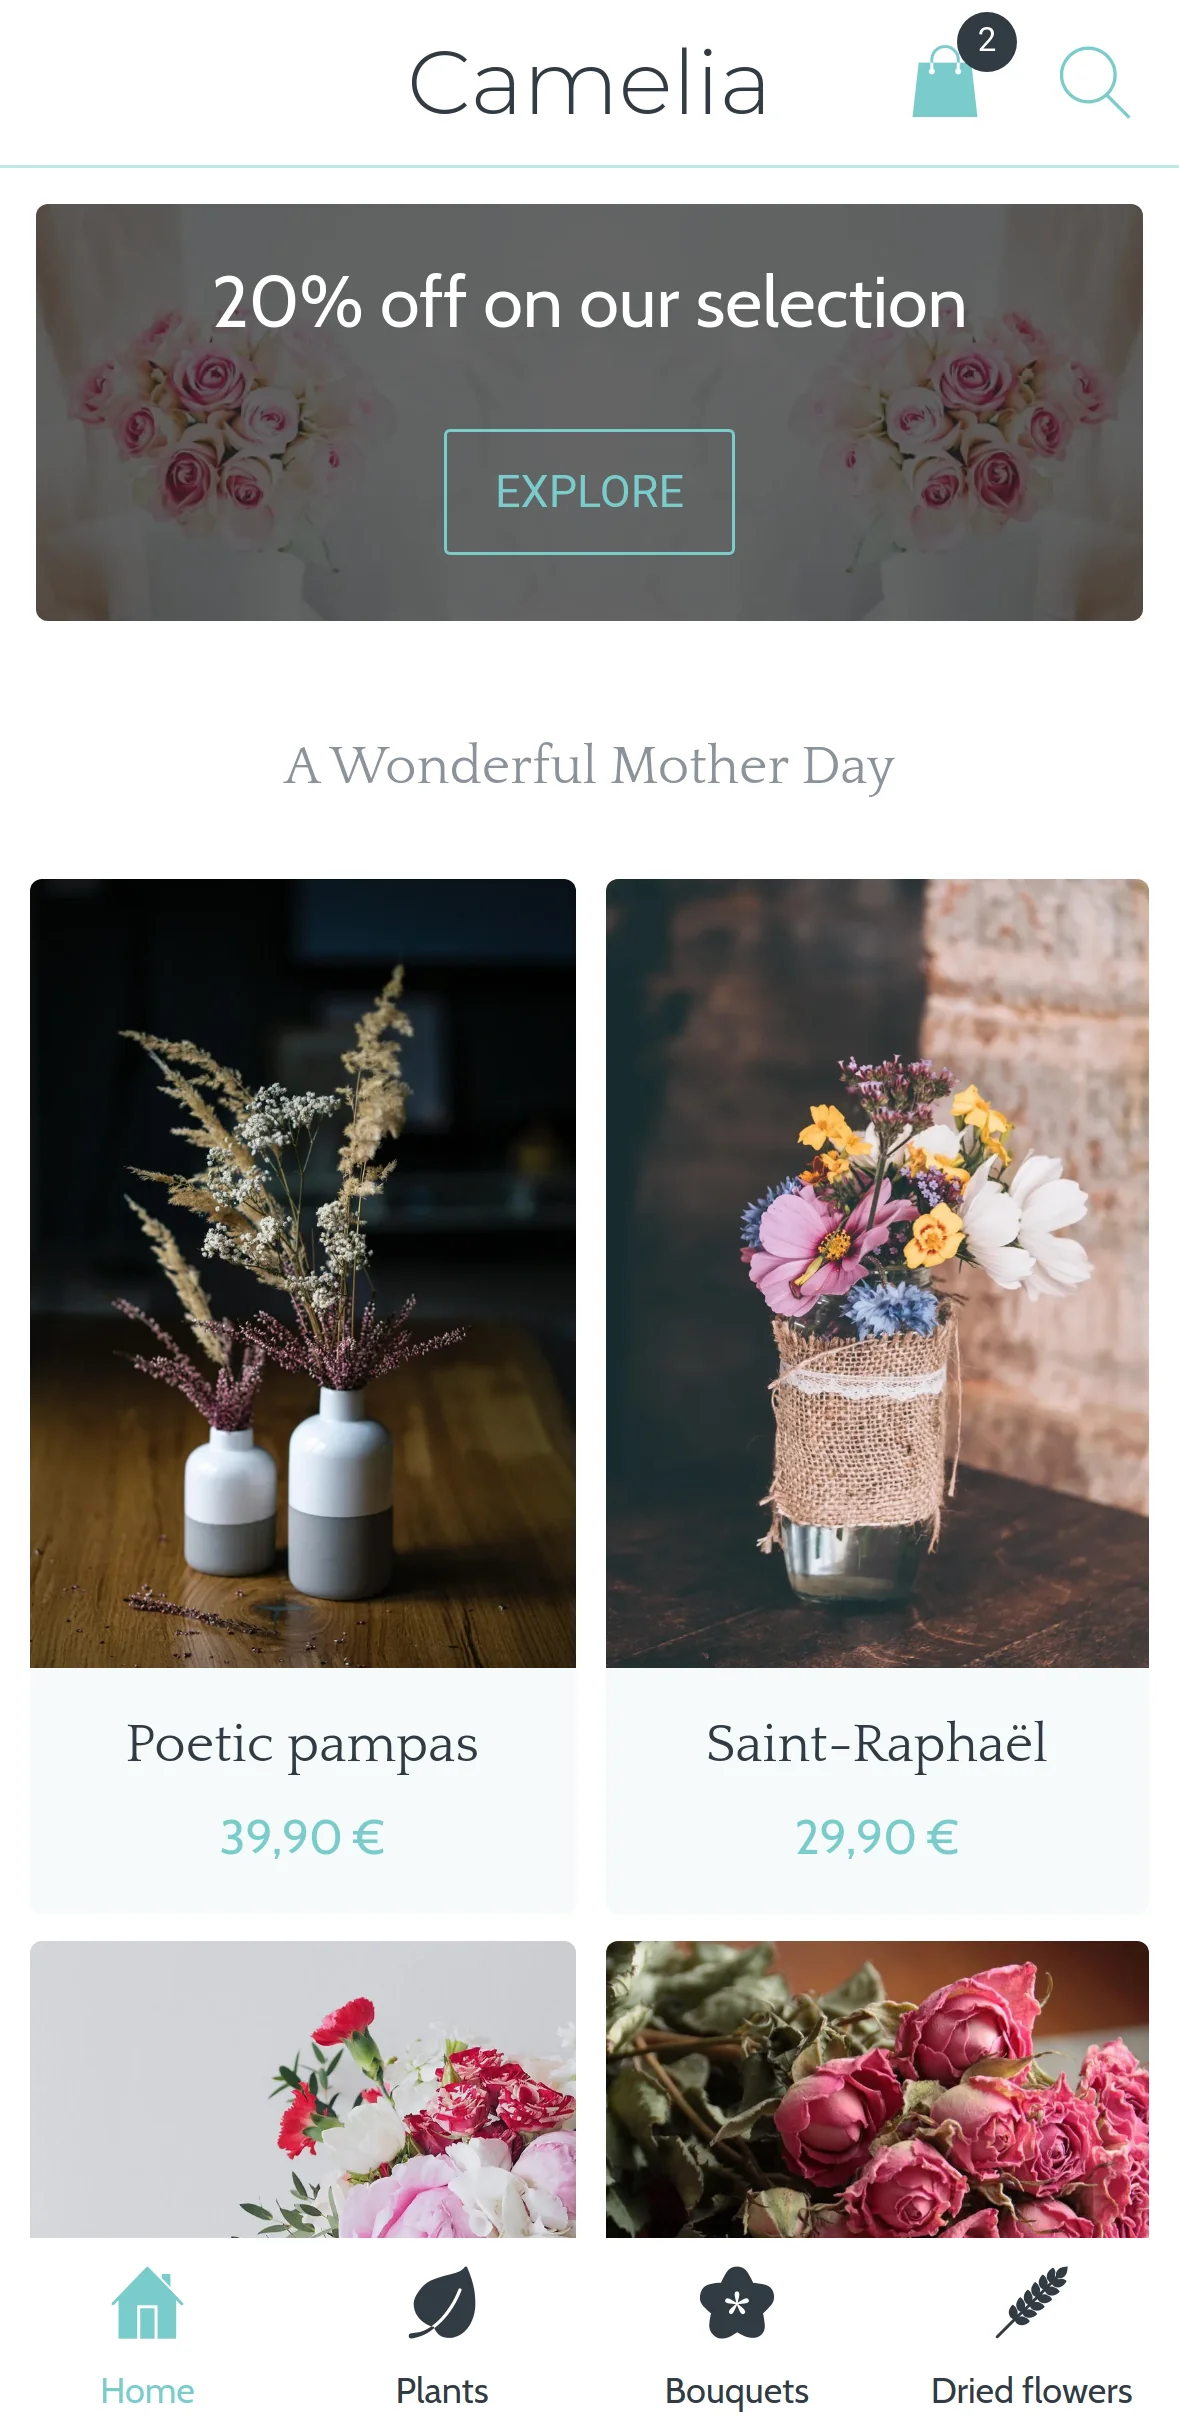 Camelia
2
20% off on our selection
EXPLORE
A Wonderful Mother Day
Poetic pampas
39,90 €
Saint-Raphaël
29,90 €
Home
Plants
Bouquets
Dried flowers